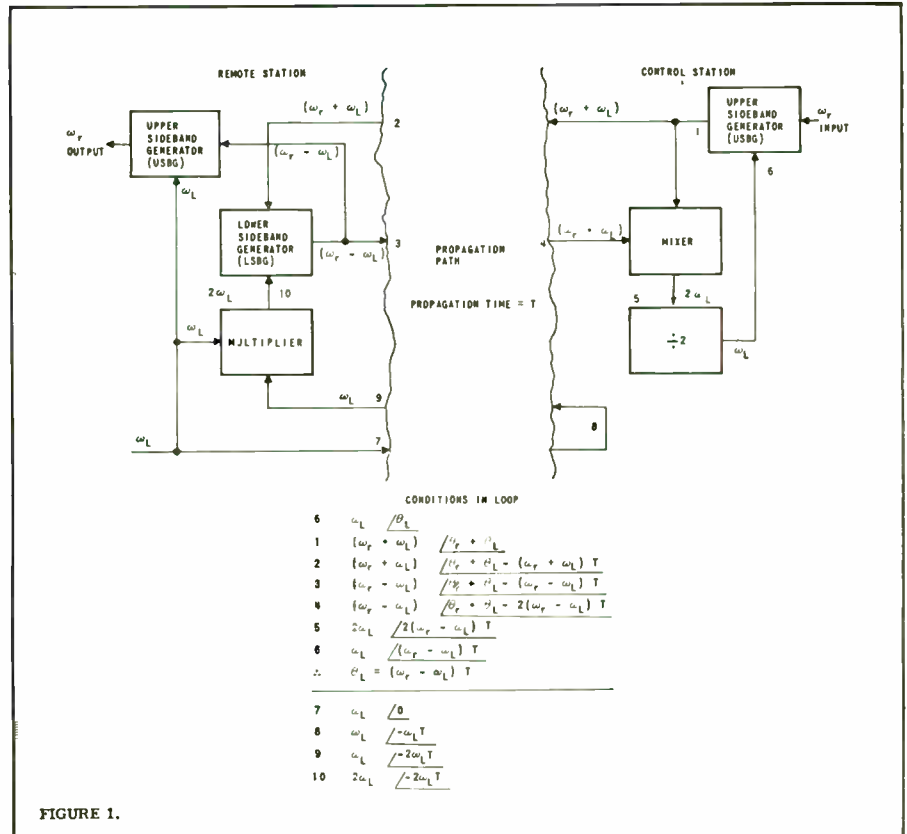 REMOTE STATION
CONTROL STATION
(ωr + ωL)
2
UPPER
SIDEBAND
GENERATOR
(USBG)
ωr
OUTPUT
(ωr - ωL)
ωL
LOWER
SIDEBAND
GENERATOR
(LSBG)
(ωr - ωL)
3
2ωL
10
ωL
MULTIPLIER
ωL
9
ωL
7
PROPAGATION
PATH
PROPAGATION TIME = T
(ωr + ωL)
1
UPPER
SIDEBAND
GENERATOR
(USBG)
ωr
INPUT
6
MIXER
4
(ωr - ωL)
5
2ωL
÷2
ωL
8
CONDITIONS IN LOOP
6 ωL /θL
1 (ωr + ωL) /θr + θL
2 (ωr + ωL) /θr + θL - (ωr + ωL) T
3 (ωr - ωL) /θr + θL - (ωr - ωL) T
4 (ωr - ωL) /θr + θL - 2(ωr - ωL) T
5 2ωL /2(ωr - ωL) T
6 ωL /(ωr - ωL) T
∴ θL = (ωr - ωL) T
7 ωL /0
8 ωL /-ωLT
9 ωL /-2ωLT
10 2ωL /-2ωLT
FIGURE 1.